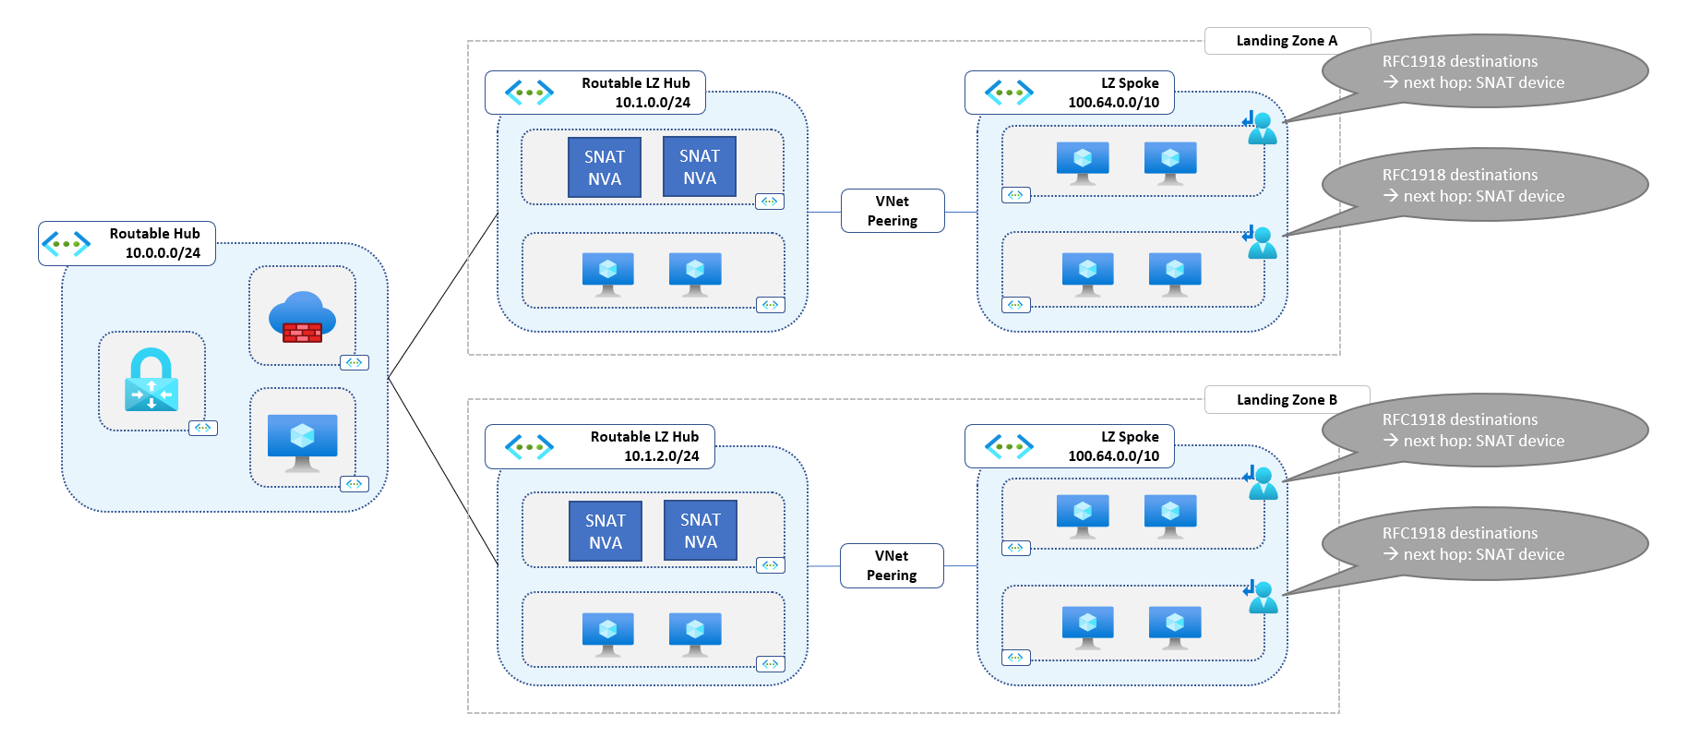 Landing Zone A
RFC1918 destinations
→ next hop: SNAT device
Routable LZ Hub
10.1.0.0/24
LZ Spoke
100.64.0.0/10
SNAT
NVA
SNAT
NVA
VNet
Peering
RFC1918 destinations
→ next hop: SNAT device
Routable Hub
10.0.0.0/24
Landing Zone B
RFC1918 destinations
→ next hop: SNAT device
Routable LZ Hub
10.1.2.0/24
LZ Spoke
100.64.0.0/10
SNAT
NVA
SNAT
NVA
VNet
Peering
RFC1918 destinations
→ next hop: SNAT device